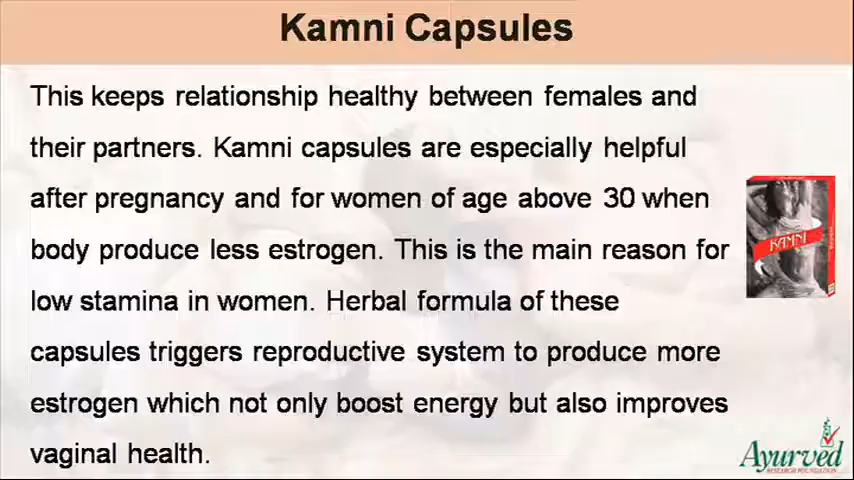 Kamni Capsules
This keeps relationship healthy between females and
their partners. Kamni capsules are especially helpful
after pregnancy and for women of age above 30 when
body produce less estrogen. This is the main reason for
low stamina in women. Herbal formula of these
capsules triggers reproductive system to produce more
estrogen which not only boost energy but also improves
vaginal health.
KAMNI
Ayurved
RESEARCH FOUNDATION